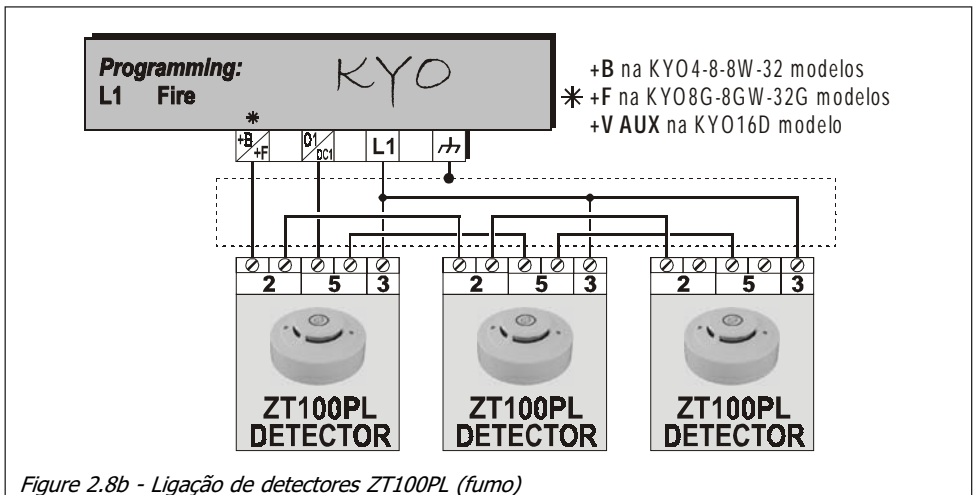 Programming: KYO
L1 Fire
+B na KYO4-8-8W-32 modelos
* +F na KYO8G-8GW-32G modelos
+V AUX na KYO16D modelo
*
+B/+F O1/DC1 L1
2 5 3 2 5 3 2 5 3
ZT100PL ZT100PL ZT100PL
DETECTOR DETECTOR DETECTOR
Figure 2.8b - Ligação de detectores ZT100PL (fumo)